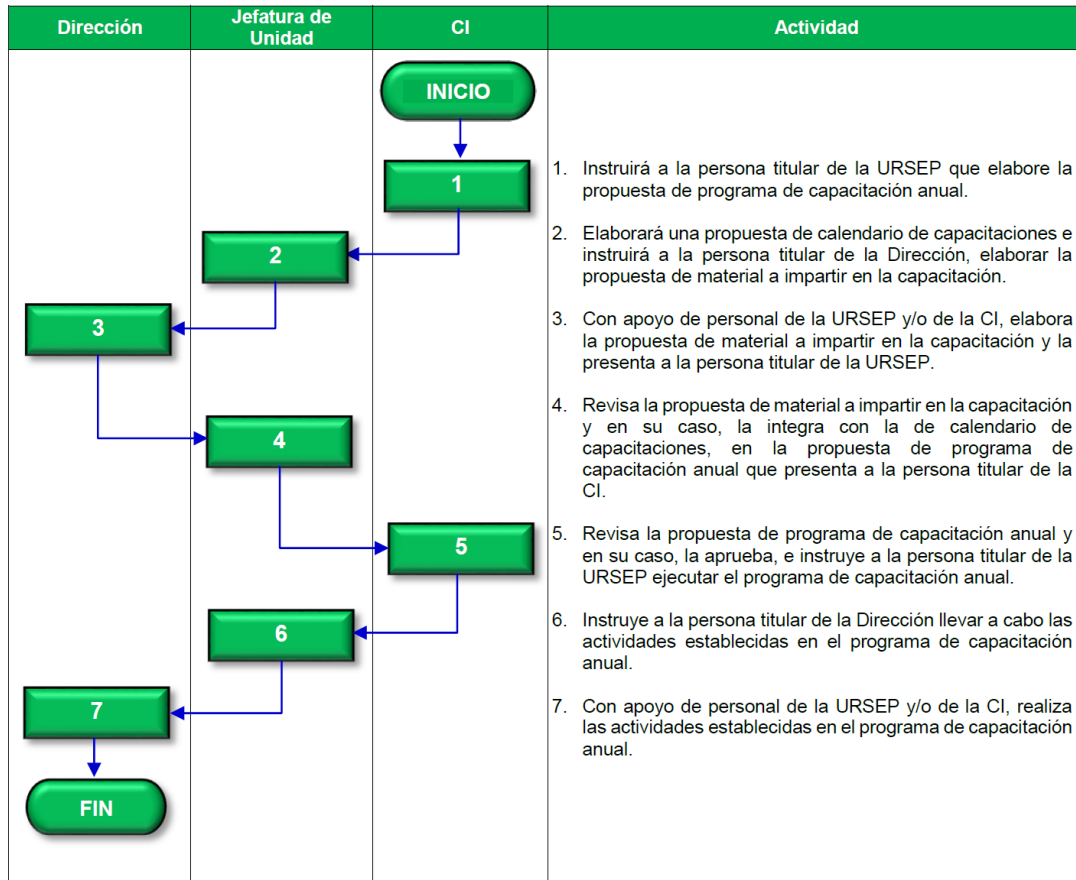 Dirección
Jefatura de
Unidad
CI
Actividad
INICIO
1
2
3
4
5
6
7
FIN
1. Instruirá a la persona titular de la URSEP que elabore la
propuesta de programa de capacitación anual.
2. Elaborará una propuesta de calendario de capacitaciones e
instruirá a la persona titular de la Dirección, elaborar la
propuesta de material a impartir en la capacitación.
3. Con apoyo de personal de la URSEP y/o de la CI, elabora
la propuesta de material a impartir en la capacitación y la
presenta a la persona titular de la URSEP.
4. Revisa la propuesta de material a impartir en la capacitación
y en su caso, la integra con la de calendario de
capacitaciones, en la propuesta de programa de
capacitación anual que presenta a la persona titular de la
CI.
5. Revisa la propuesta de programa de capacitación anual y
en su caso, la aprueba, e instruye a la persona titular de la
URSEP ejecutar el programa de capacitación anual.
6. Instruye a la persona titular de la Dirección llevar a cabo las
actividades establecidas en el programa de capacitación
anual.
7. Con apoyo de personal de la URSEP y/o de la CI, realiza
las actividades establecidas en el programa de capacitación
anual.